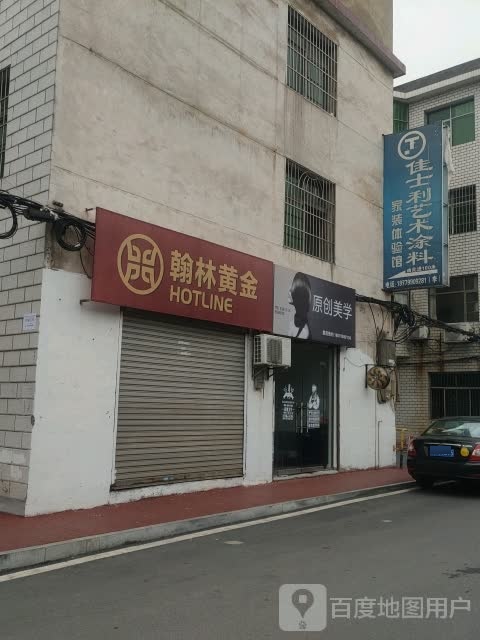 翰林黄金
HOTLINE
原创美学
佳士利艺术涂料
家装体验馆
百度地图用户